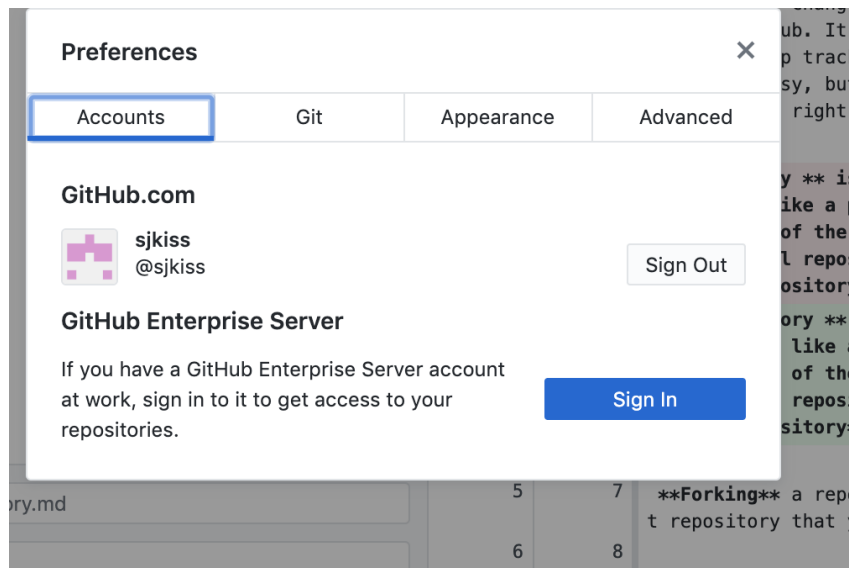 Preferences
Accounts
Git
Appearance
Advanced
GitHub.com
sjkiss
@sjkiss
Sign Out
GitHub Enterprise Server
If you have a GitHub Enterprise Server account
at work, sign in to it to get access to your
repositories.
Sign In
ub. It
p trac
sy, bu
right
y ** i
ike a
of the
l repo
ository
ory **
like
of th
repos
sitory
ory.md
5 7 **Forking** a rep
t repository that
6 8